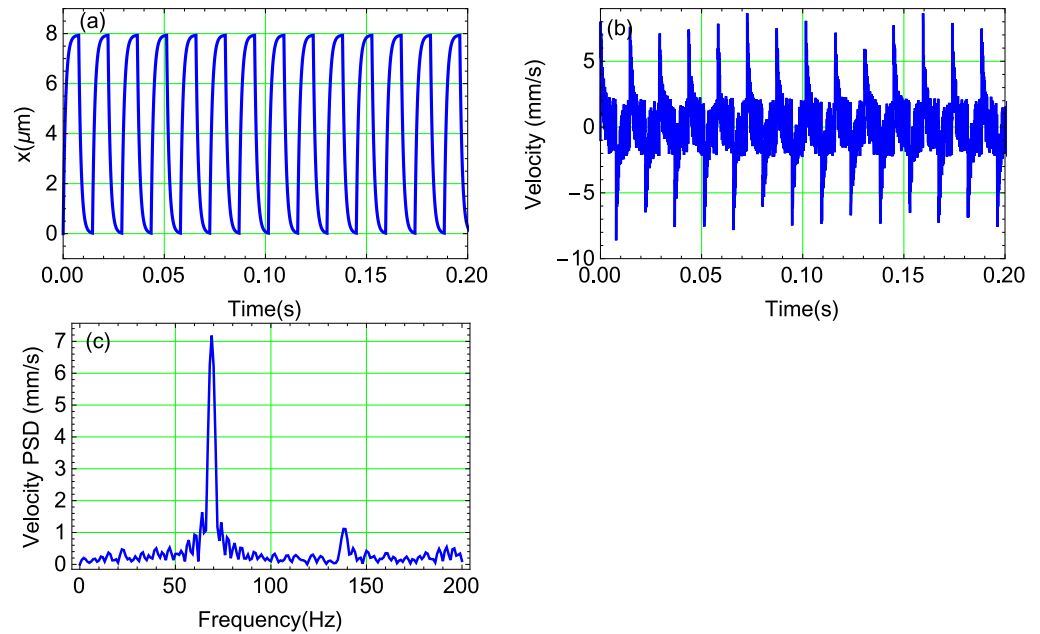 (a)
x(μm)
8
6
4
2
0
0.00 0.05 0.10 0.15 0.20
Time(s)
(b)
Velocity (mm/s)
5
0
−5
−10
0.00 0.05 0.10 0.15 0.20
Time(s)
(c)
Velocity PSD (mm/s)
7
6
5
4
3
2
1
0
0 50 100 150 200
Frequency(Hz)